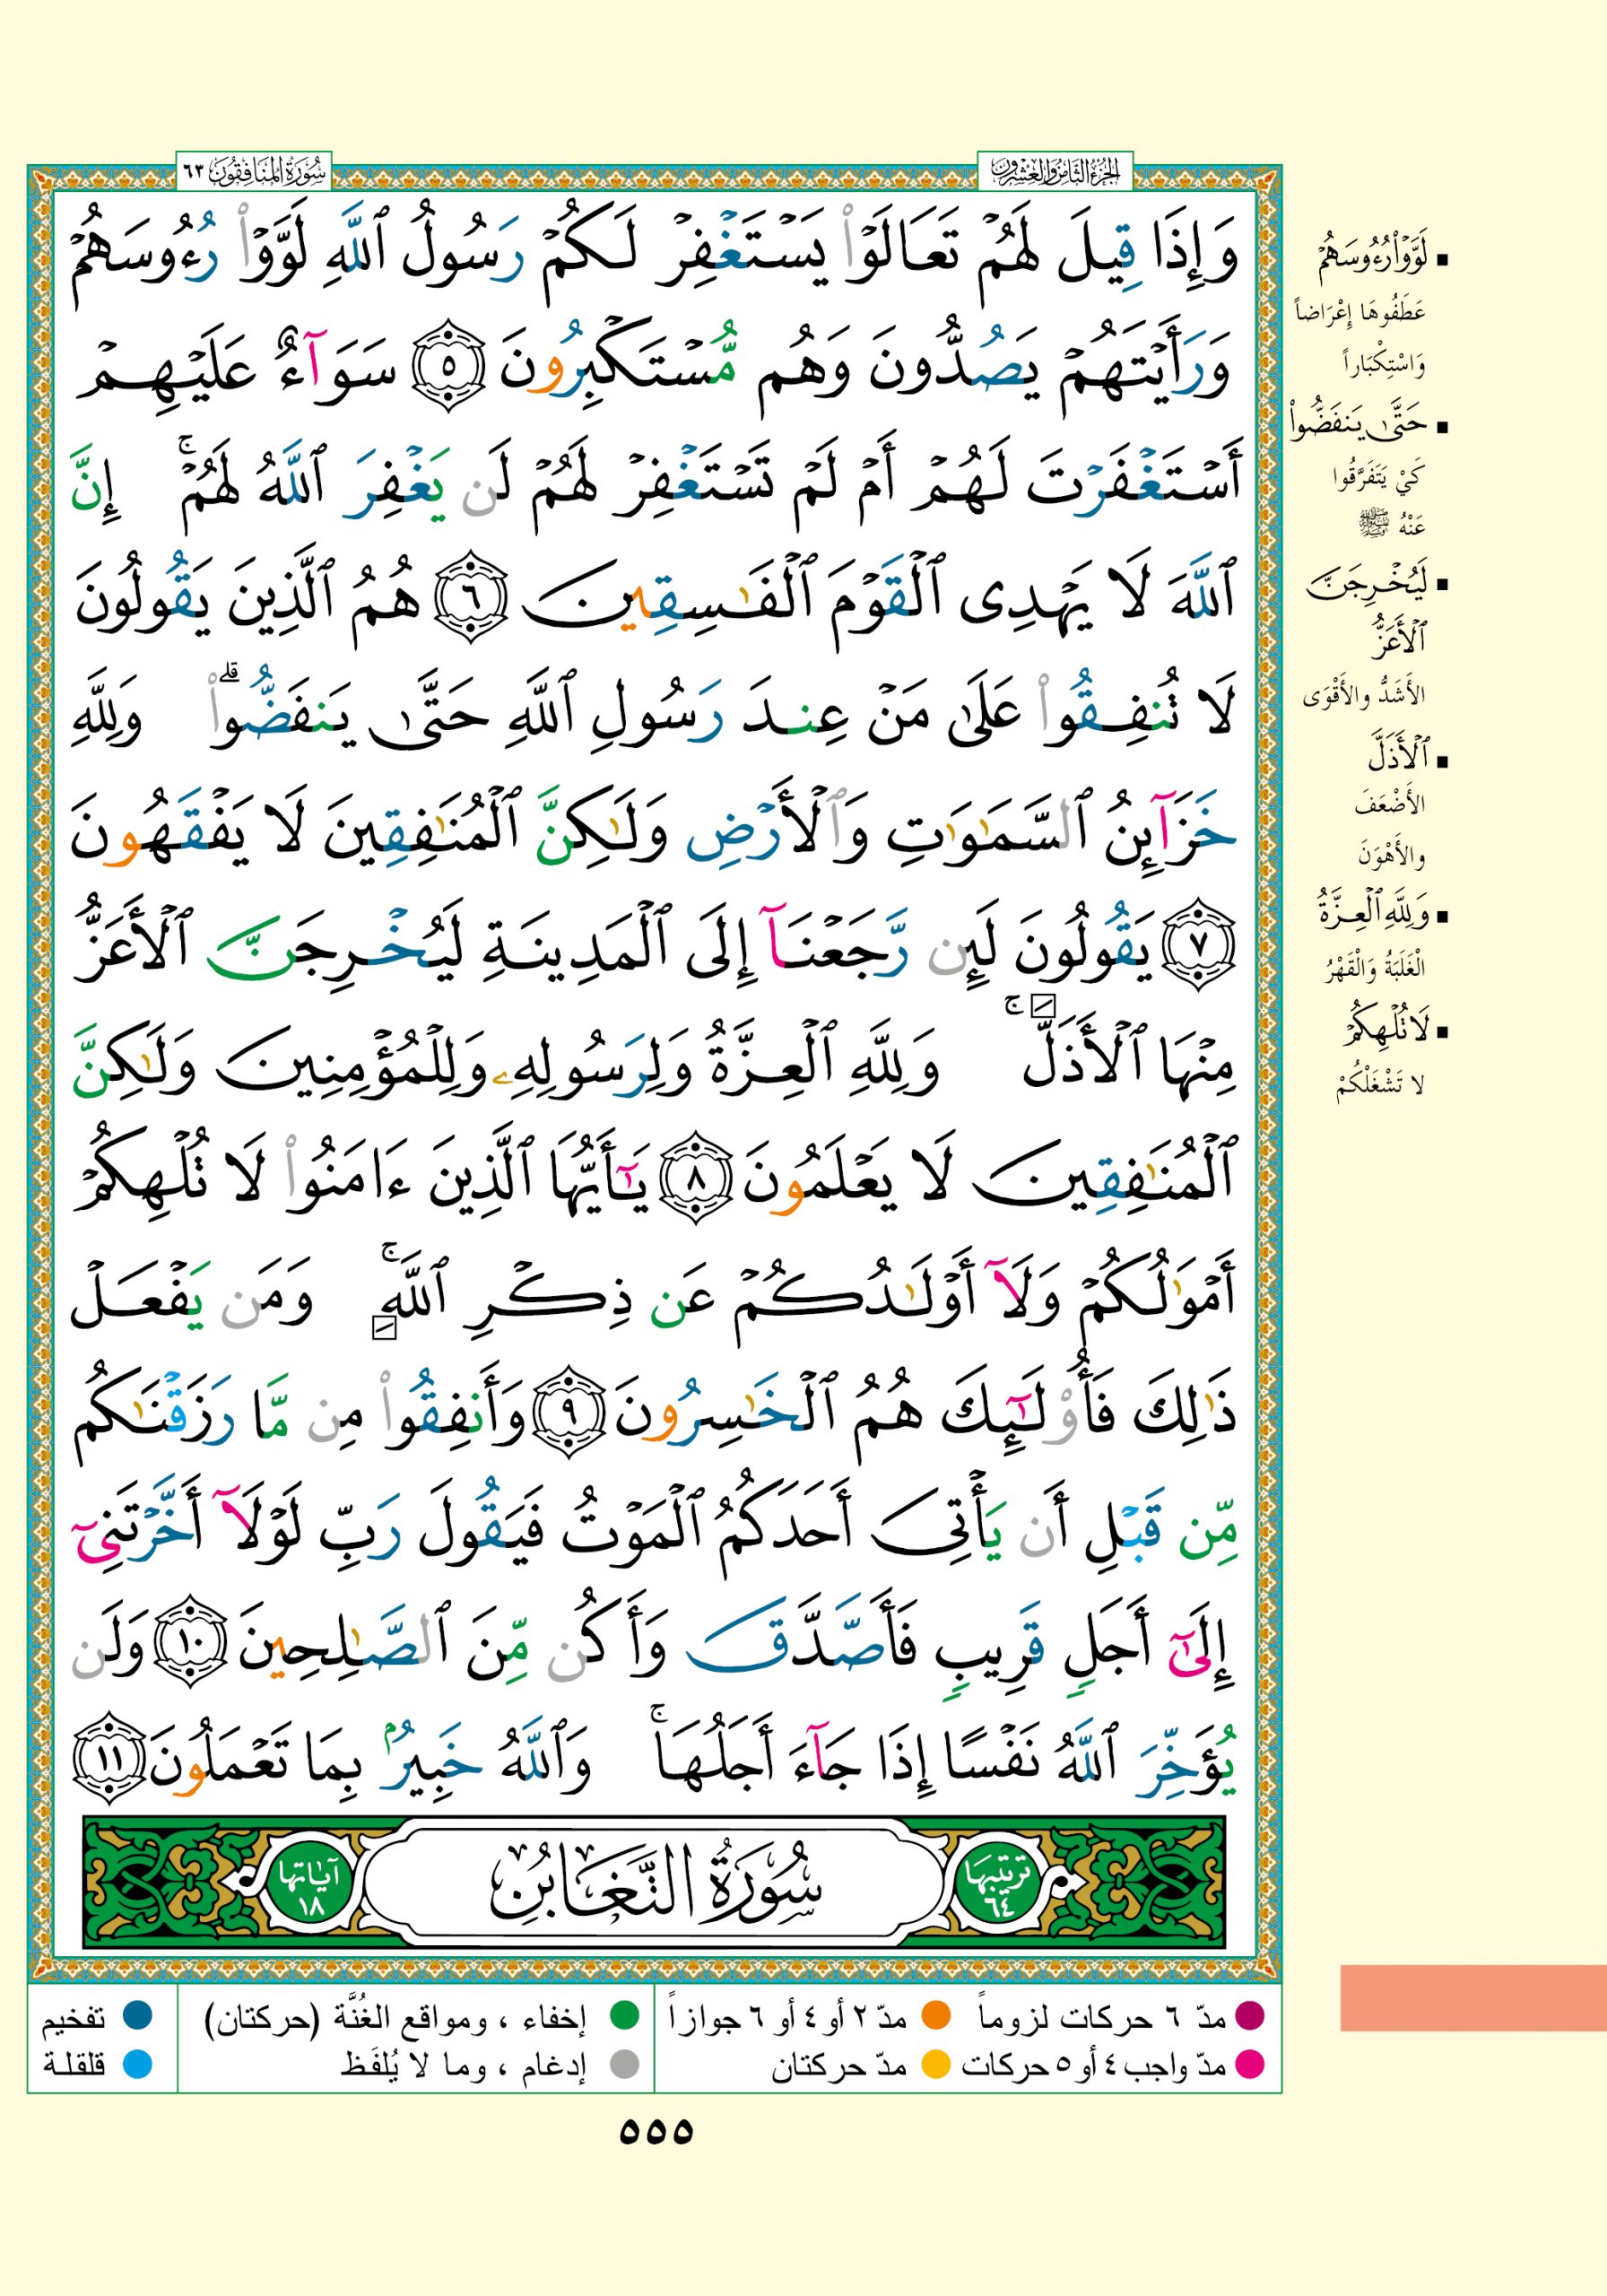 الجزء الثامن والعشرون
سورة المنافقون ٦٣
وَإِذَا قِيلَ لَهُمۡ تَعَالَوۡاْ يَسۡتَغۡفِرۡ لَكُمۡ رَسُولُ ٱللَّهِ لَوَّوۡاْ رُءُوسَهُمۡ
وَرَأَيۡتَهُمۡ يَصُدُّونَ وَهُم مُّسۡتَكۡبِرُونَ ٥ سَوَآءٌ عَلَيۡهِمۡ
أَسۡتَغۡفَرۡتَ لَهُمۡ أَمۡ لَمۡ تَسۡتَغۡفِرۡ لَهُمۡ لَن يَغۡفِرَ ٱللَّهُ لَهُمۡۚ إِنَّ
ٱللَّهَ لَا يَهۡدِى ٱلۡقَوۡمَ ٱلۡفَٰسِقِينَ ٦ هُمُ ٱلَّذِينَ يَقُولُونَ
لَا تُنفِقُواْ عَلَىٰ مَنۡ عِندَ رَسُولِ ٱللَّهِ حَتَّىٰ يَنفَضُّواْۗ وَلِلَّهِ
خَزَآئِنُ ٱلسَّمَٰوَٰتِ وَٱلۡأَرۡضِ وَلَٰكِنَّ ٱلۡمُنَٰفِقِينَ لَا يَفۡقَهُونَ
٧ يَقُولُونَ لَئِن رَّجَعۡنَآ إِلَى ٱلۡمَدِينَةِ لَيُخۡرِجَنَّ ٱلۡأَعَزُّ
مِنۡهَا ٱلۡأَذَلَّۚ وَلِلَّهِ ٱلۡعِزَّةُ وَلِرَسُولِهِۦ وَلِلۡمُؤۡمِنِينَ وَلَٰكِنَّ
ٱلۡمُنَٰفِقِينَ لَا يَعۡلَمُونَ ٨ يَٰٓأَيُّهَا ٱلَّذِينَ ءَامَنُواْ لَا تُلۡهِكُمۡ
أَمۡوَٰلُكُمۡ وَلَآ أَوۡلَٰدُكُمۡ عَن ذِكۡرِ ٱللَّهِۚ وَمَن يَفۡعَلۡ
ذَٰلِكَ فَأُوْلَٰٓئِكَ هُمُ ٱلۡخَٰسِرُونَ ٩ وَأَنفِقُواْ مِن مَّا رَزَقۡنَٰكُم
مِّن قَبۡلِ أَن يَأۡتِىَ أَحَدَكُمُ ٱلۡمَوۡتُ فَيَقُولَ رَبِّ لَوۡلَآ أَخَّرۡتَنِىٓ
إِلَىٰٓ أَجَلٖ قَرِيبٖ فَأَصَّدَّقَ وَأَكُن مِّنَ ٱلصَّٰلِحِينَ ١٠ وَلَن
يُؤَخِّرَ ٱللَّهُ نَفۡسًا إِذَا جَآءَ أَجَلُهَاۚ وَٱللَّهُ خَبِيرُۢ بِمَا تَعۡمَلُونَ ١١
ترتيبها ٦٤
سُورَةُ التَّغَابُنِ
آياتها ١٨
لَوَّوۡاْ رُءُوسَهُمۡ
عَطَفُوهَا إِعْرَاضاً
وَاسْتِكْبَاراً
حَتَّىٰ يَنفَضُّواْ
كَيْ يَتَفَرَّقُوا
عَنْهُ ﷺ
لَيُخۡرِجَنَّ
ٱلۡأَعَزُّ
الأَشَدُّ والأَقْوَى
ٱلۡأَذَلَّ
الأَضْعَفَ
والأَهْوَنَ
وَلِلَّهِ ٱلۡعِزَّةُ
الْغَلَبَةُ وَالْقَهْرُ
لَا تُلۡهِكُمۡ
لا تَشْغَلْكُمْ
مدّ ٦ حركات لزوماً
مدّ ٢ أو ٤ أو ٦ جوازاً
مدّ واجب ٤ أو ٥ حركات
مدّ حركتان
إخفاء ، ومواقع الغُنَّة (حركتان)
إدغام ، وما لا يُلفَظ
تفخيم
قلقلة
٥٥٥